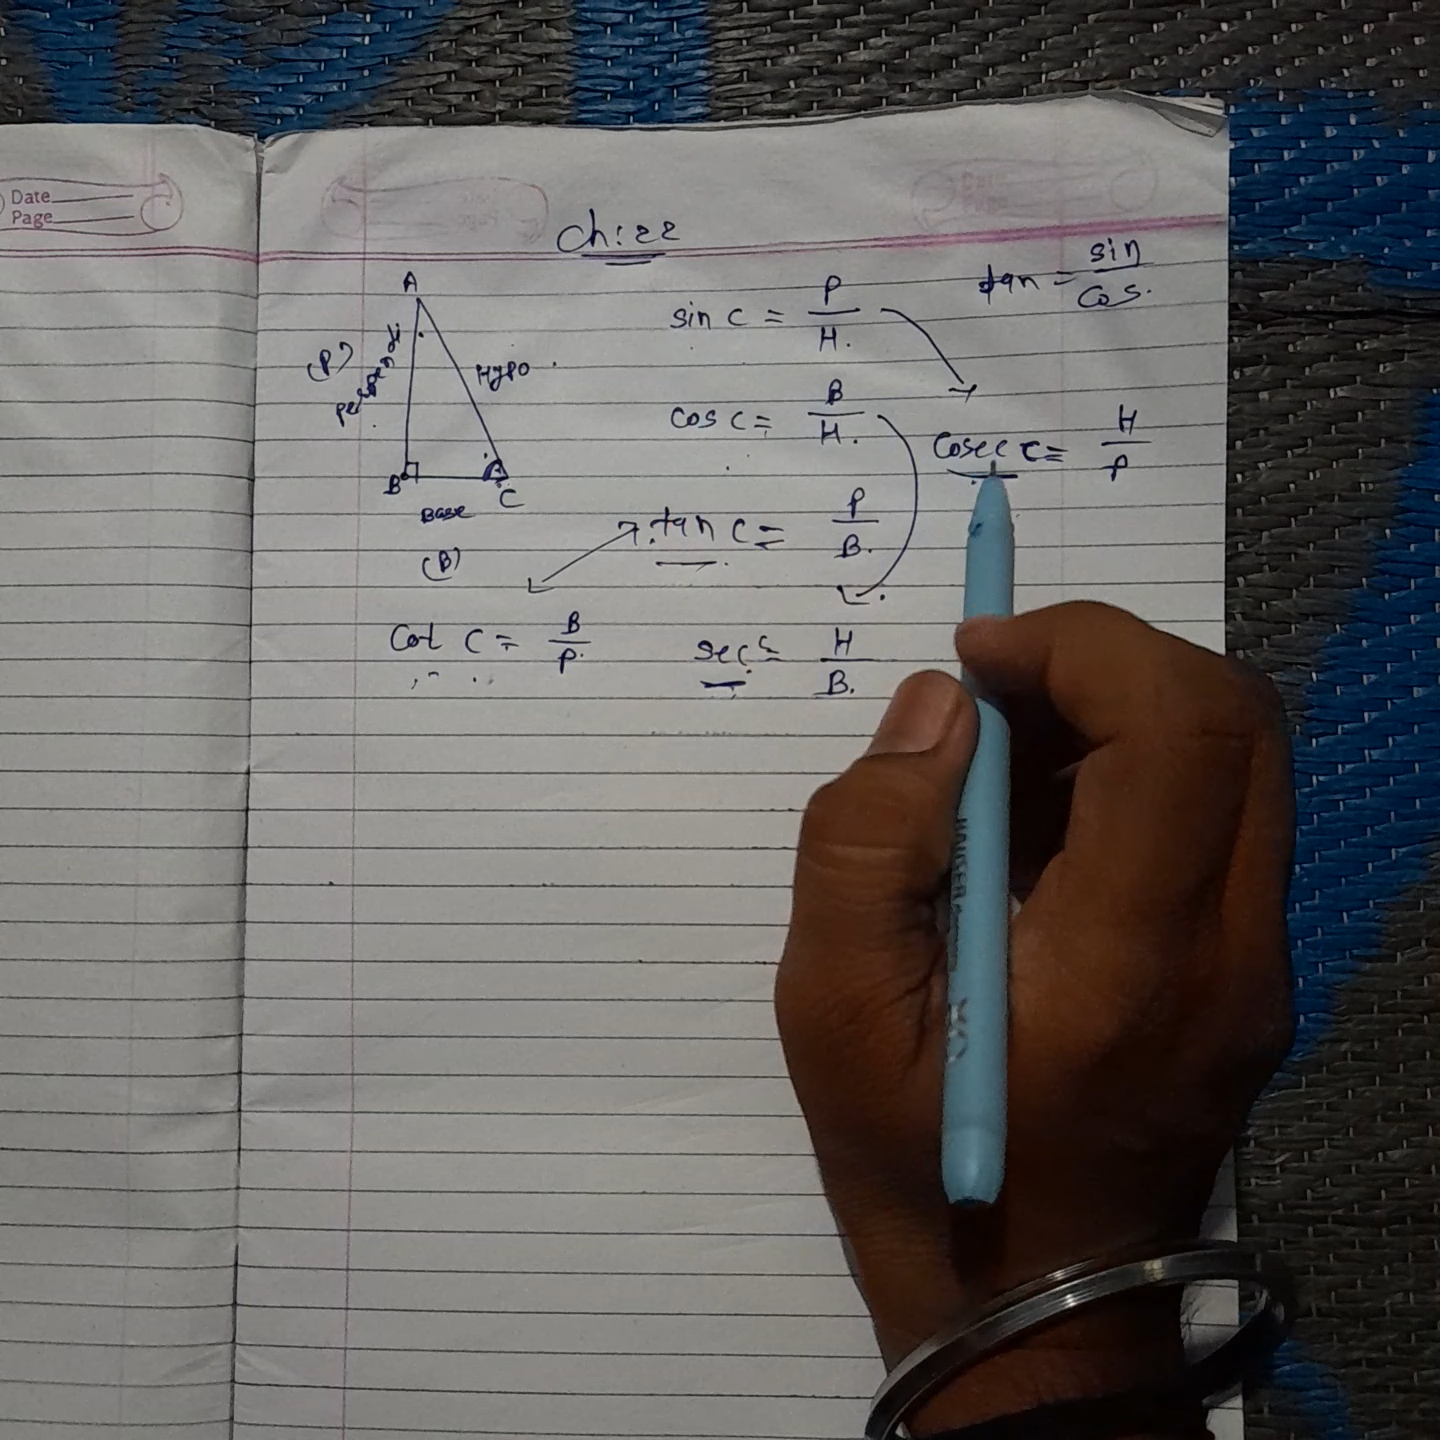 Date
Page
Ch:22
tan = sin/cos.
A
sin C = P/H.
(P)
Hypo
cos C = B/H.
cosec C = H/P
B
C
Base
tan C = P/B.
(B)
Cot C = B/P.
sec C = H/B.